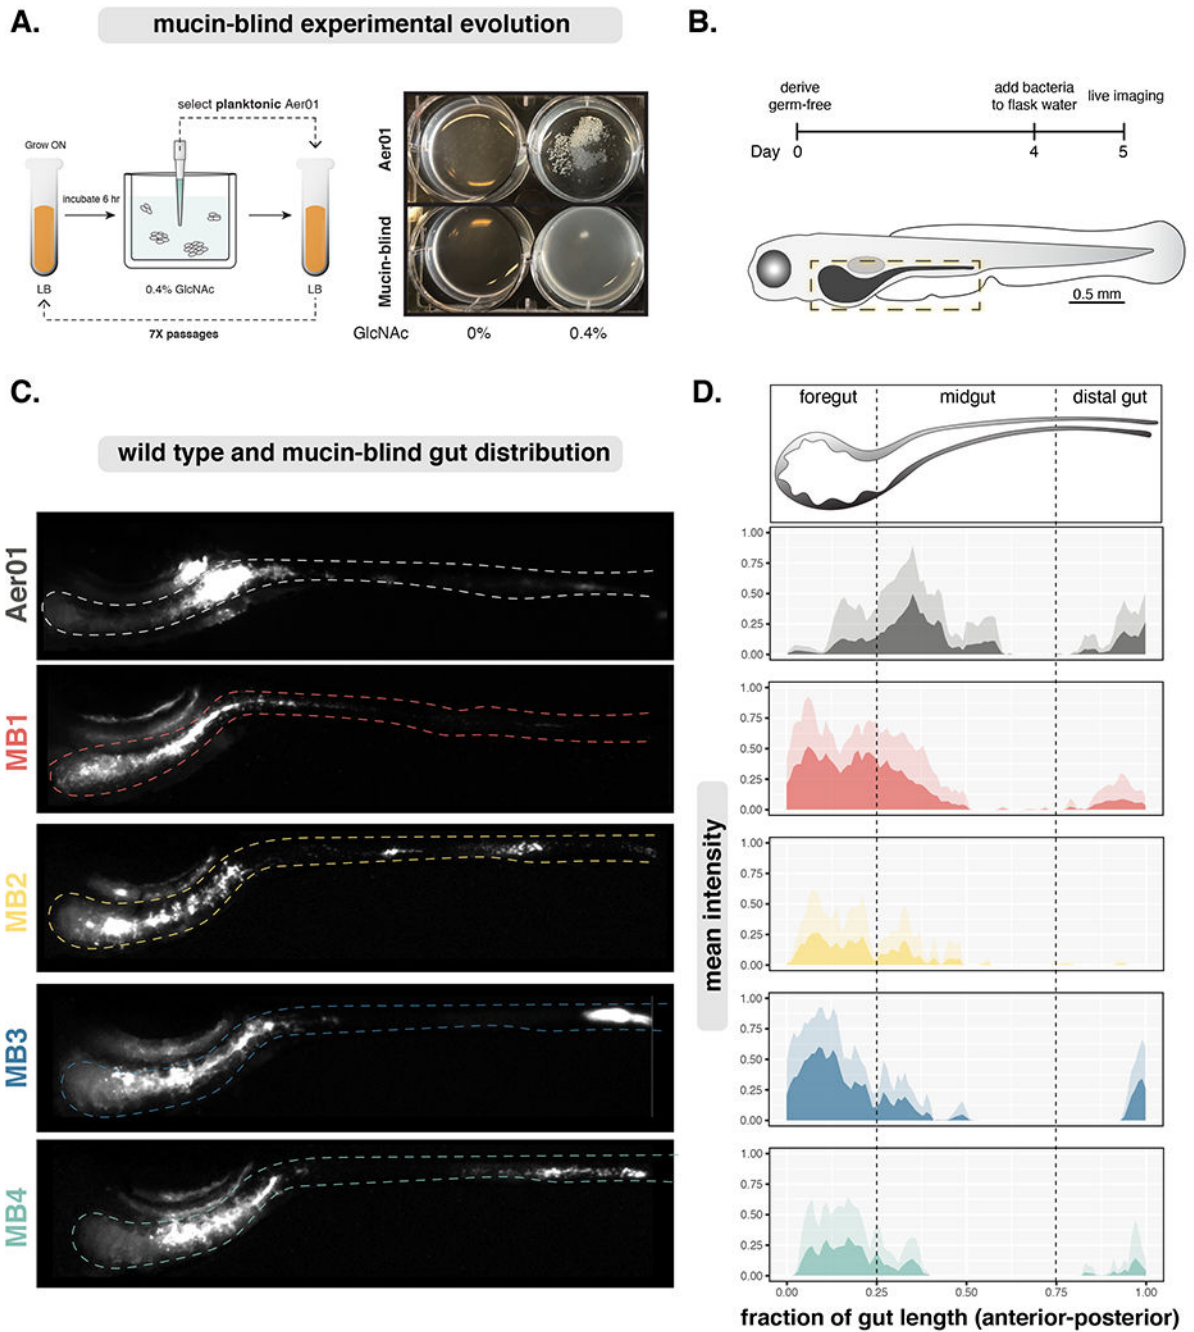 A.
mucin-blind experimental evolution
select planktonic Aer01
Grow ON
incubate 6 hr
LB
0.4% GlcNAc
LB
7X passages
Aer01
Mucin-blind
GlcNAc
0%
0.4%
B.
derive
germ-free
add bacteria
to flask water
live imaging
Day
0
4
5
0.5 mm
C.
wild type and mucin-blind gut distribution
Aer01
MB1
MB2
MB3
MB4
D.
foregut
midgut
distal gut
mean intensity
1.00
0.75
0.50
0.25
0.00
1.00
0.75
0.50
0.25
0.00
1.00
0.75
0.50
0.25
0.00
1.00
0.75
0.50
0.25
0.00
1.00
0.75
0.50
0.25
0.00
0.00 0.25 0.50 0.75 1.00
fraction of gut length (anterior-posterior)